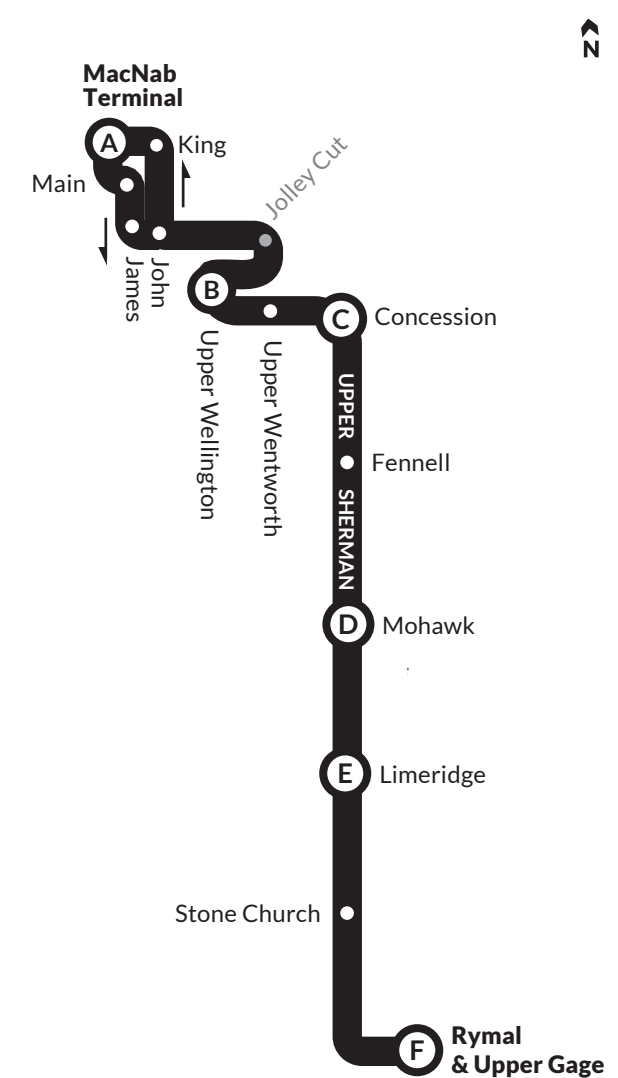 N
MacNab
Terminal
A
King
Main
Jolley Cut
James
John
B
C
Concession
Upper Wellington
Upper Wentworth
UPPER
Fennell
SHERMAN
D
Mohawk
E
Limeridge
Stone Church
F
Rymal
& Upper Gage